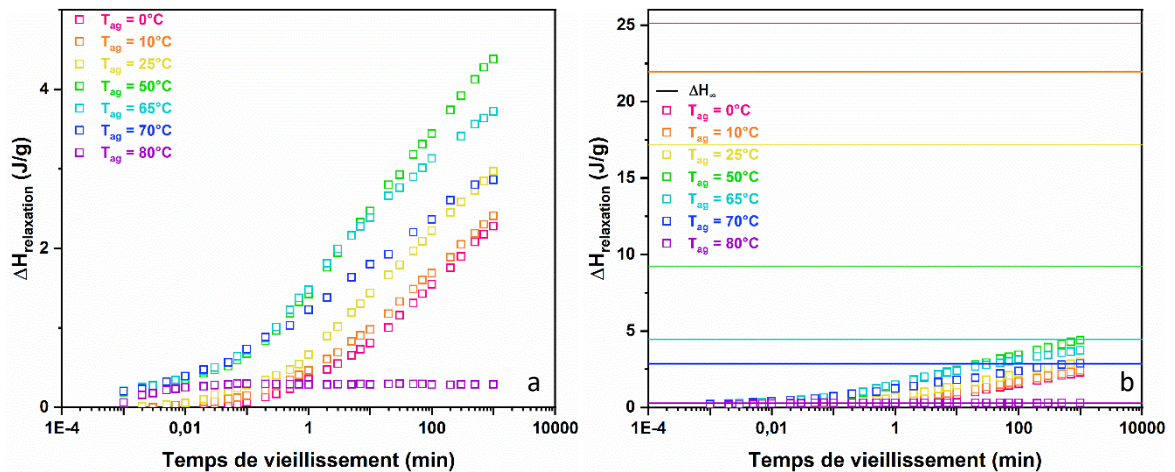 T_ag = 0°C
T_ag = 10°C
T_ag = 25°C
T_ag = 50°C
T_ag = 65°C
T_ag = 70°C
T_ag = 80°C
4
2
0
ΔH_relaxation (J/g)
a
1E−4
0,01
1
100
10000
Temps de vieillissement (min)
25
20
15
10
5
0
ΔH_relaxation (J/g)
ΔH_∞
T_ag = 0°C
T_ag = 10°C
T_ag = 25°C
T_ag = 50°C
T_ag = 65°C
T_ag = 70°C
T_ag = 80°C
b
1E−4
0,01
1
100
10000
Temps de vieillissement (min)